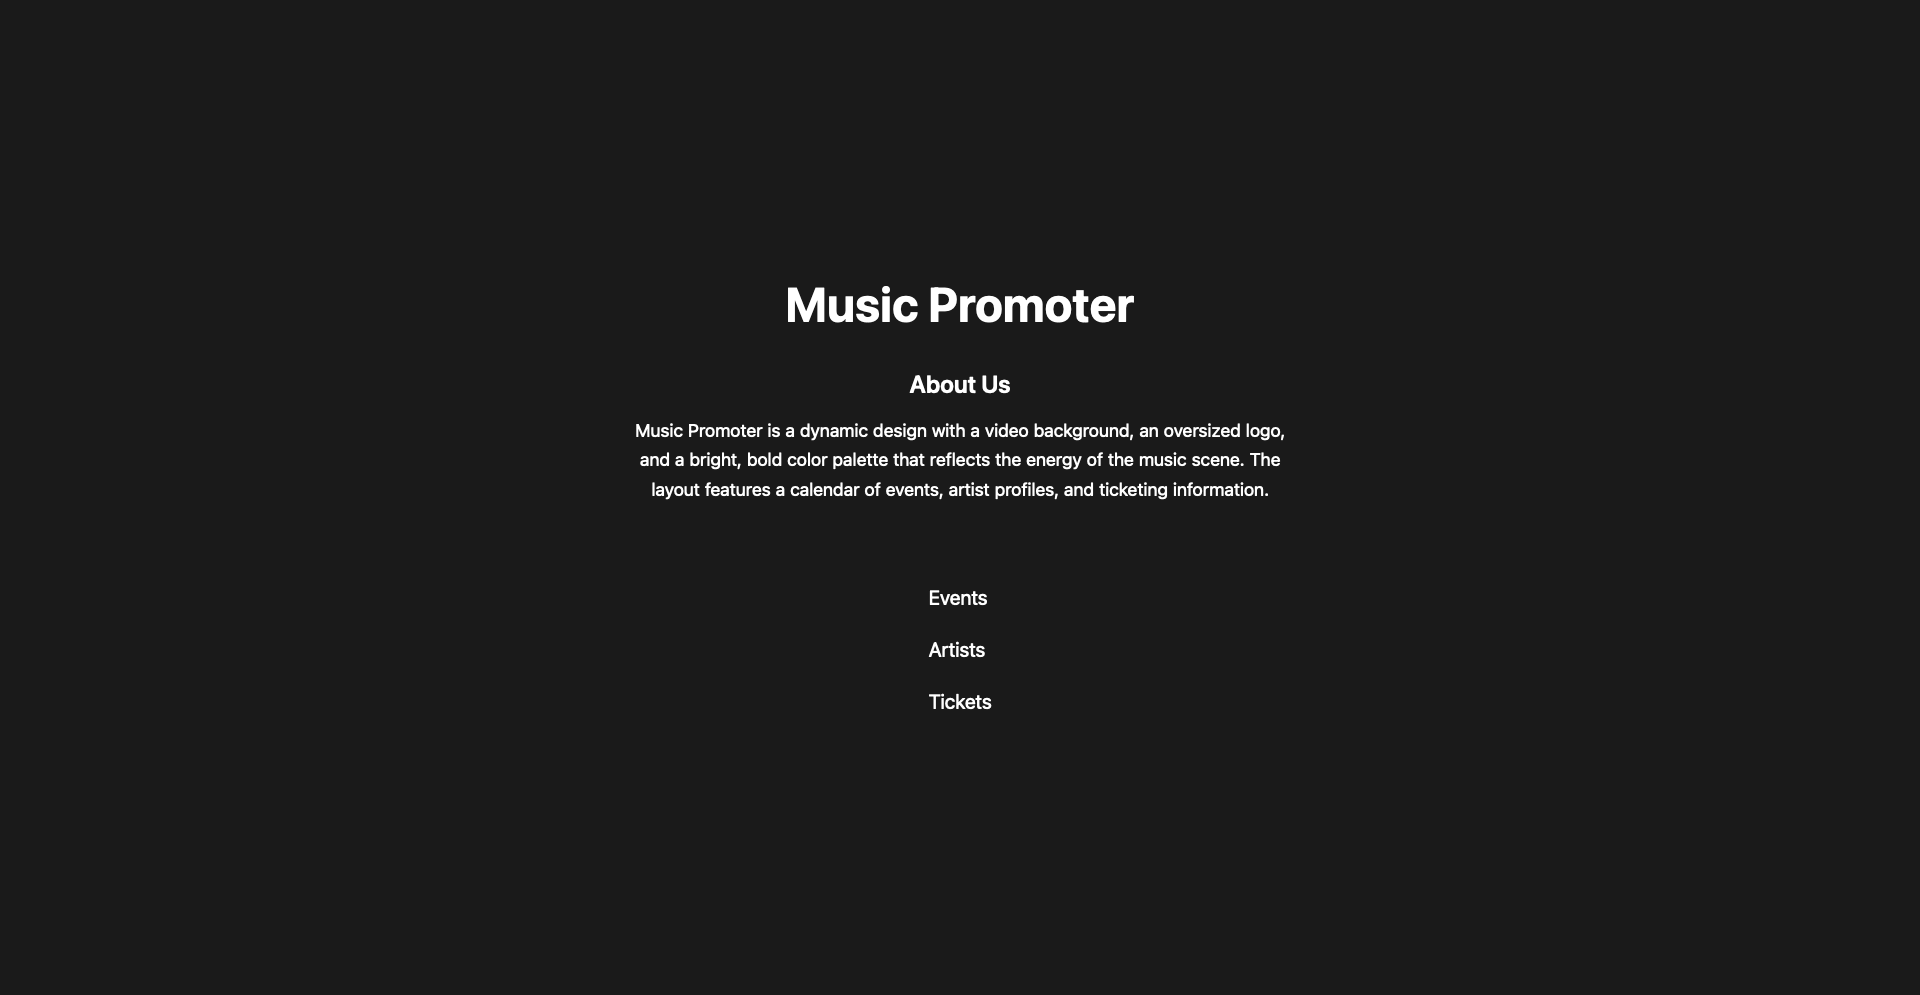 Music Promoter
About Us
Music Promoter is a dynamic design with a video background, an oversized logo,
and a bright, bold color palette that reflects the energy of the music scene. The
layout features a calendar of events, artist profiles, and ticketing information.
Events
Artists
Tickets